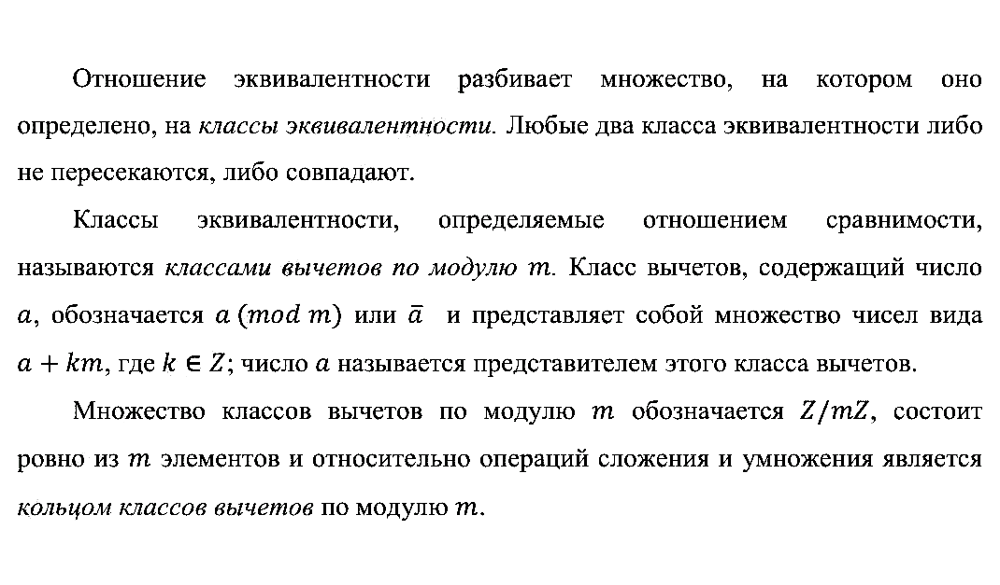 Отношение эквивалентности разбивает множество, на котором оно
определено, на классы эквивалентности. Любые два класса эквивалентности либо
не пересекаются, либо совпадают.
Классы эквивалентности, определяемые отношением сравнимости,
называются классами вычетов по модулю m. Класс вычетов, содержащий число
a, обозначается a (mod m) или ā и представляет собой множество чисел вида
a + km, где k ∈ Z; число a называется представителем этого класса вычетов.
Множество классов вычетов по модулю m обозначается Z/mZ, состоит
ровно из m элементов и относительно операций сложения и умножения является
кольцом классов вычетов по модулю m.